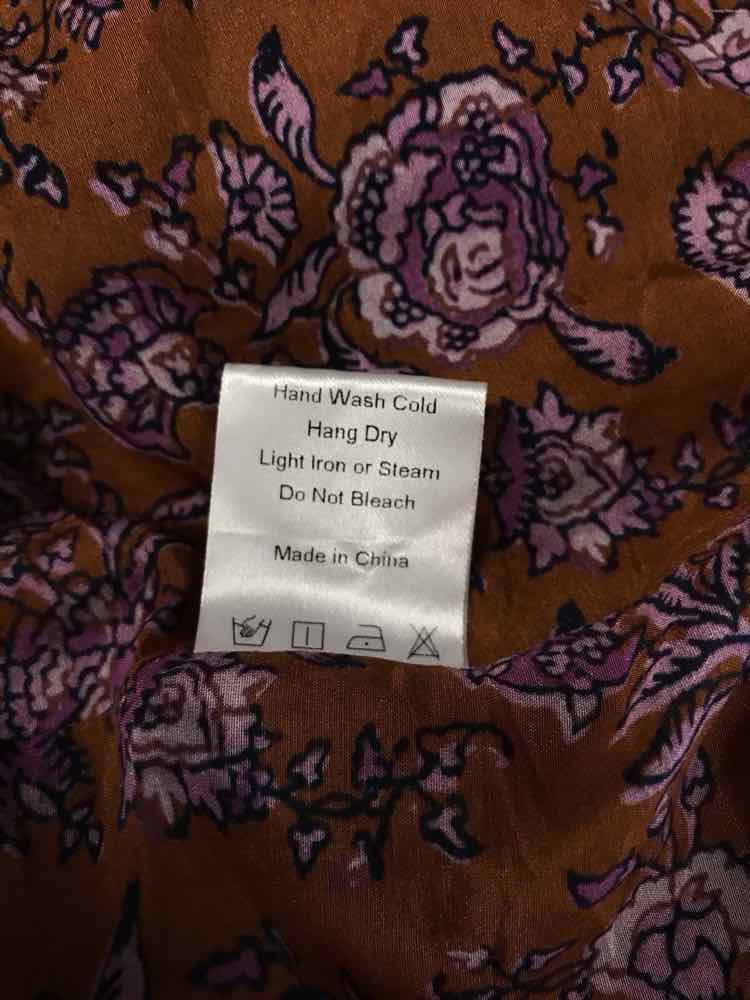 Hand Wash Cold
Hang Dry
Light Iron or Steam
Do Not Bleach
Made in China